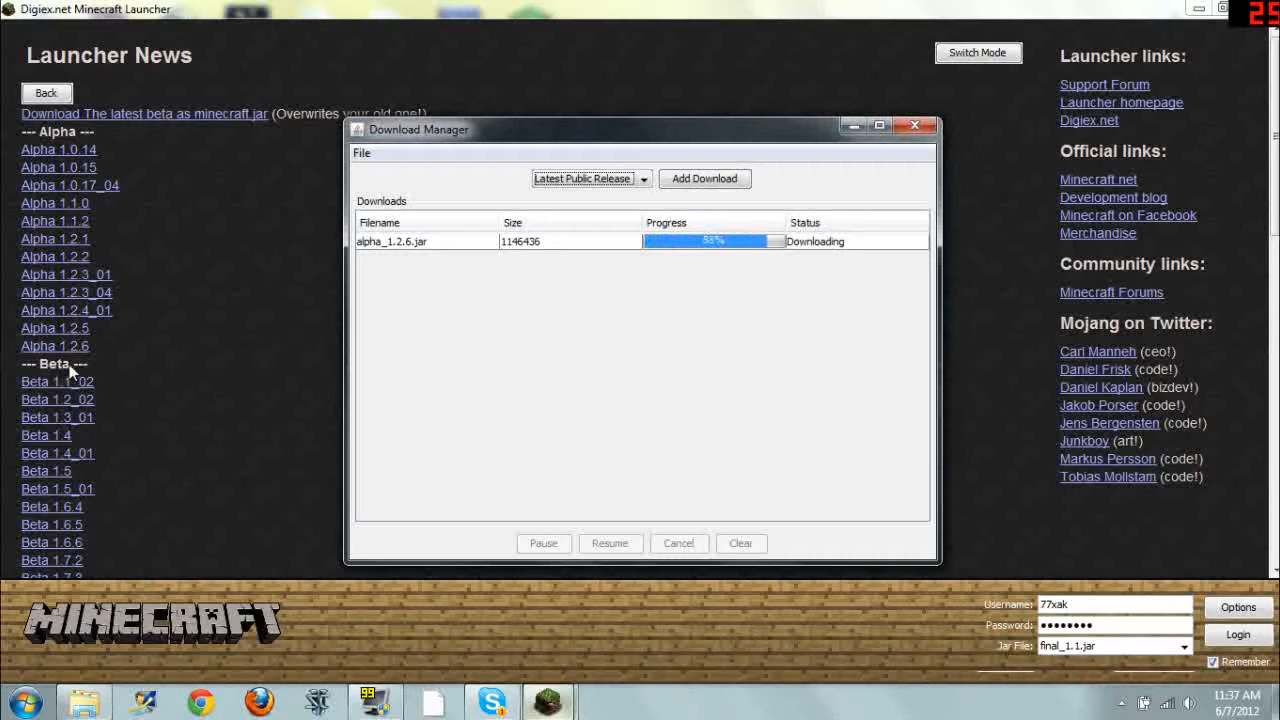 Digiex.net Minecraft Launcher
25
Launcher News
Switch Mode
Back
Download The latest beta as minecraft.jar (Overwrites your old one!)
--- Alpha ---
Alpha 1.0.14
Alpha 1.0.15
Alpha 1.0.17_04
Alpha 1.1.0
Alpha 1.1.2
Alpha 1.2.1
Alpha 1.2.2
Alpha 1.2.3_01
Alpha 1.2.3_04
Alpha 1.2.4_01
Alpha 1.2.5
Alpha 1.2.6
--- Beta ---
Beta 1.1_02
Beta 1.2_02
Beta 1.3_01
Beta 1.4
Beta 1.4_01
Beta 1.5
Beta 1.5_01
Beta 1.6.4
Beta 1.6.5
Beta 1.6.6
Beta 1.7.2
Beta 1.7.3
Download Manager
File
Latest Public Release
Add Download
Downloads
Filename Size Progress Status
alpha_1.2.6.jar 1146436 88% Downloading
Pause Resume Cancel Clear
Launcher links:
Support Forum
Launcher homepage
Digiex.net
Official links:
Minecraft.net
Development blog
Minecraft on Facebook
Merchandise
Community links:
Minecraft Forums
Mojang on Twitter:
Carl Manneh (ceo!)
Daniel Frisk (code!)
Daniel Kaplan (bizdev!)
Jakob Porser (code!)
Jens Bergensten (code!)
Junkboy (art!)
Markus Persson (code!)
Tobias Mollstam (code!)
MINECRAFT
Username: 77xak
Options
Password: ●●●●●●●●
Login
Jar File: final_1.1.jar
Remember
99
11:37 AM
6/7/2012